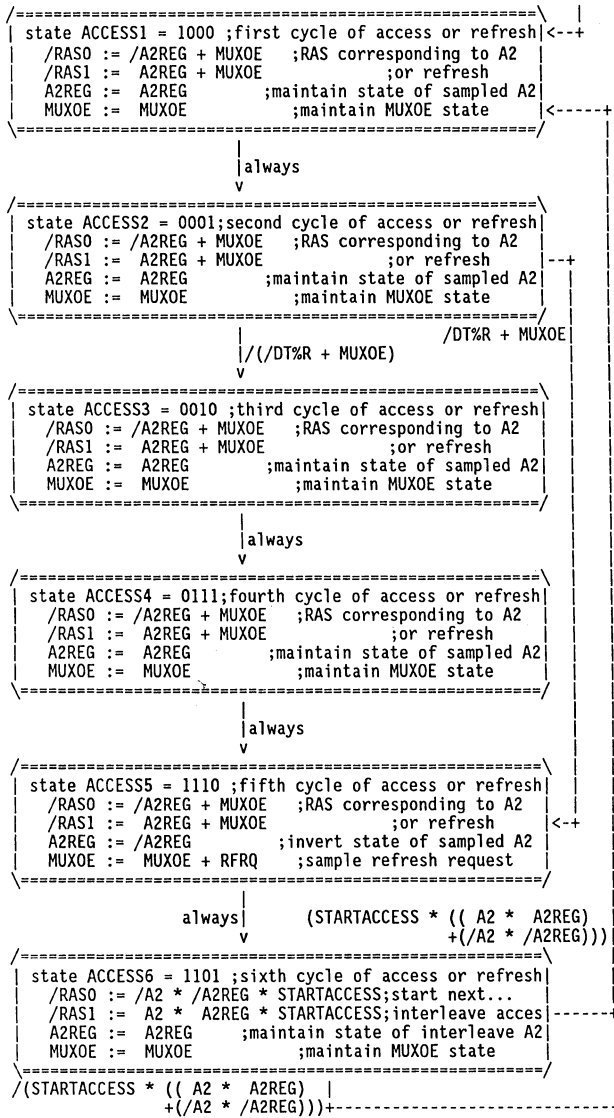 state ACCESS1 = 1000 ;first cycle of access or refresh
/RAS0 := /A2REG + MUXOE ;RAS corresponding to A2
/RAS1 := A2REG + MUXOE ;or refresh
A2REG := A2REG ;maintain state of sampled A2
MUXOE := MUXOE ;maintain MUXOE state
always
state ACCESS2 = 0001;second cycle of access or refresh
/RAS0 := /A2REG + MUXOE ;RAS corresponding to A2
/RAS1 := A2REG + MUXOE ;or refresh
A2REG := A2REG ;maintain state of sampled A2
MUXOE := MUXOE ;maintain MUXOE state
/DT%R + MUXOE
/(/DT%R + MUXOE)
state ACCESS3 = 0010 ;third cycle of access or refresh
/RAS0 := /A2REG + MUXOE ;RAS corresponding to A2
/RAS1 := A2REG + MUXOE ;or refresh
A2REG := A2REG ;maintain state of sampled A2
MUXOE := MUXOE ;maintain MUXOE state
always
state ACCESS4 = 0111;fourth cycle of access or refresh
/RAS0 := /A2REG + MUXOE ;RAS corresponding to A2
/RAS1 := A2REG + MUXOE ;or refresh
A2REG := A2REG ;maintain state of sampled A2
MUXOE := MUXOE ;maintain MUXOE state
always
state ACCESS5 = 1110 ;fifth cycle of access or refresh
/RAS0 := /A2REG + MUXOE ;RAS corresponding to A2
/RAS1 := A2REG + MUXOE ;or refresh
A2REG := /A2REG ;invert state of sampled A2
MUXOE := MUXOE + RFRQ ;sample refresh request
always (STARTACCESS * (( A2 * A2REG)
+(/A2 * /A2REG)))
state ACCESS6 = 1101 ;sixth cycle of access or refresh
/RAS0 := /A2 * /A2REG * STARTACCESS;start next...
/RAS1 := A2 * A2REG * STARTACCESS;interleave acces
A2REG := A2REG ;maintain state of interleave A2
MUXOE := MUXOE ;maintain MUXOE state
/(STARTACCESS * (( A2 * A2REG)
+(/A2 * /A2REG)))